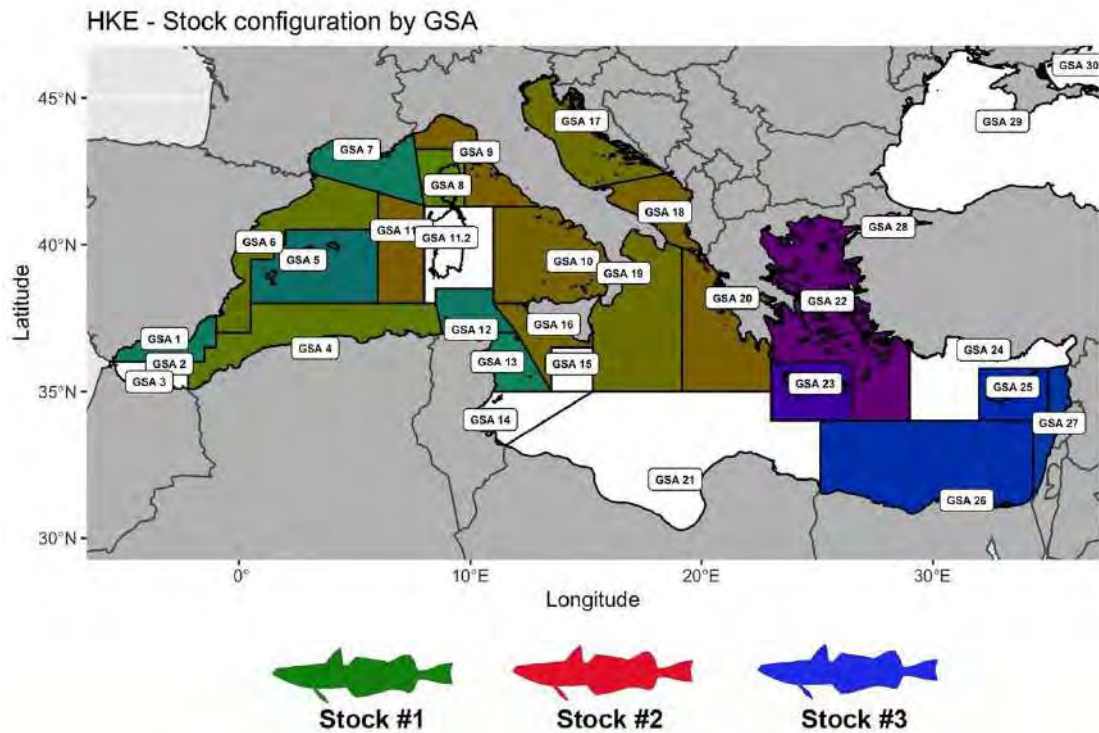 HKE - Stock configuration by GSA
GSA 30
45°N
GSA 17
GSA 29
GSA 7
GSA 9
GSA 8
GSA 18
GSA 28
GSA 11
GSA 11.2
40°N
GSA 6
GSA 5
GSA 10
GSA 19
GSA 20
GSA 22
GSA 16
GSA 12
GSA 1
GSA 4
GSA 24
GSA 2
GSA 13
GSA 15
GSA 3
GSA 23
GSA 25
35°N
GSA 14
GSA 27
GSA 21
GSA 26
30°N
0°
10°E
20°E
30°E
Latitude
Longitude
Stock #1
Stock #2
Stock #3